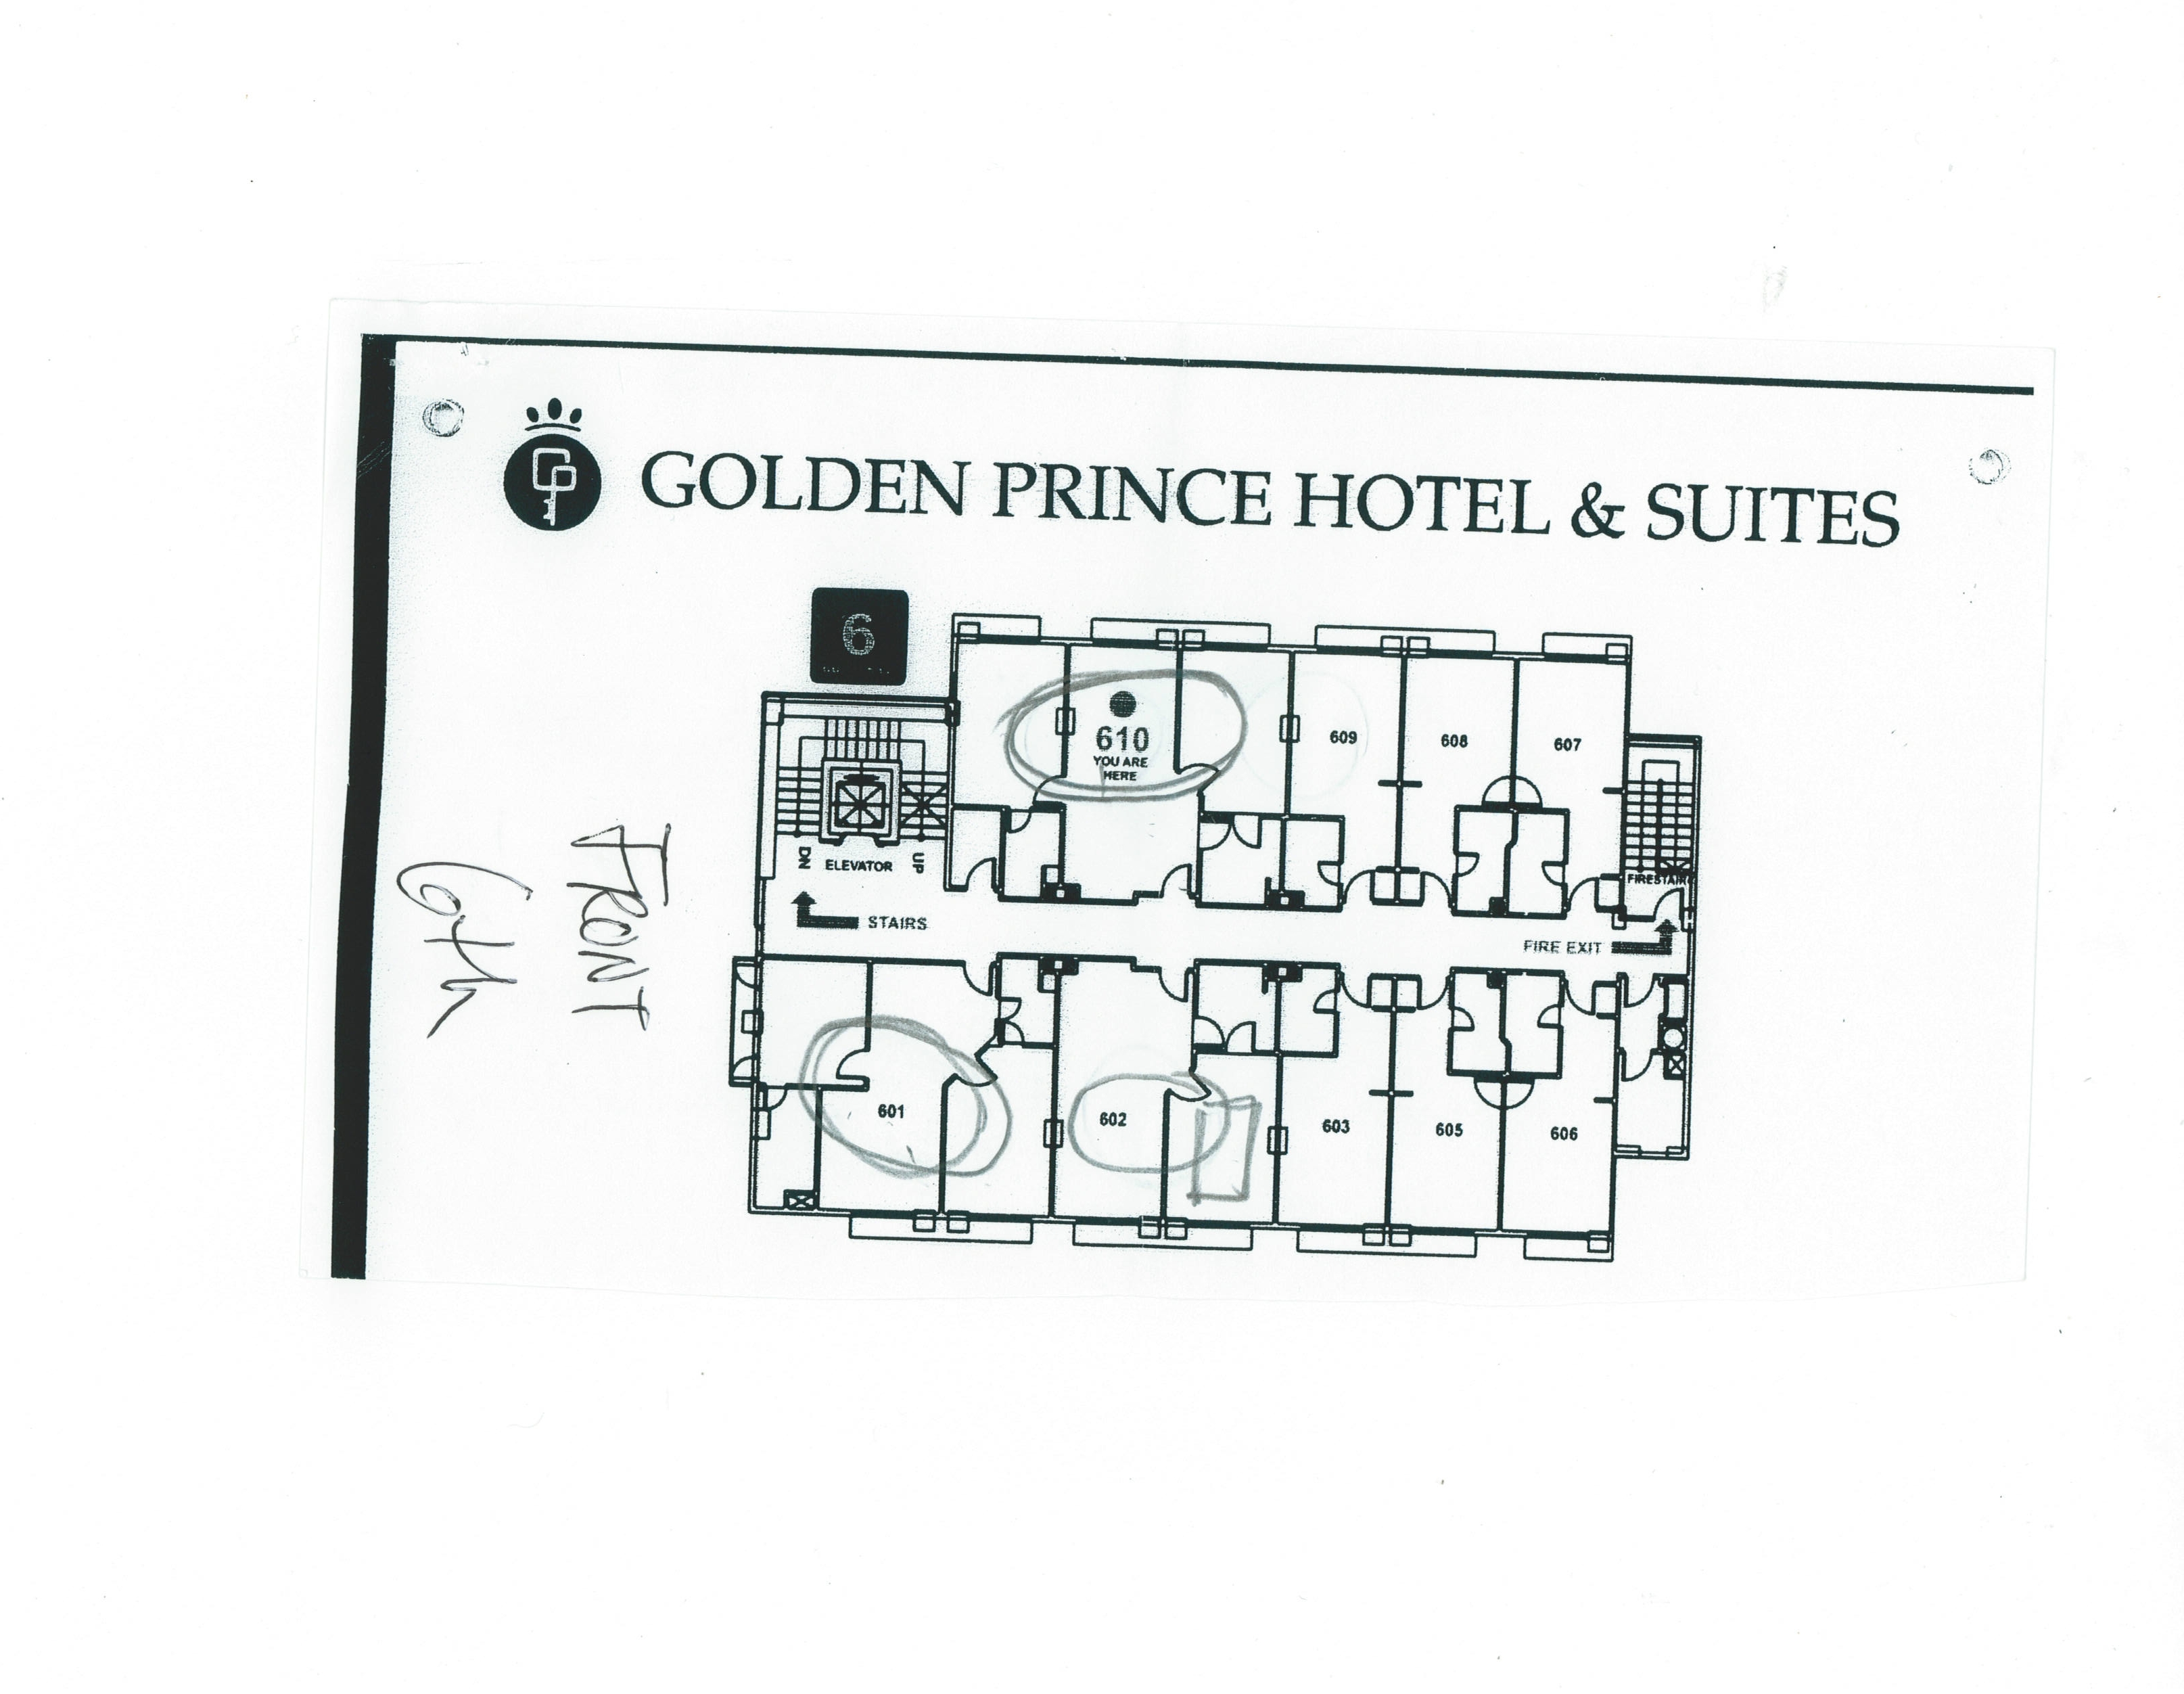 GOLDEN PRINCE HOTEL & SUITES
6
610
YOU ARE
HERE
609
608
607
DN
ELEVATOR
UP
FIRESTAIR
STAIRS
FIRE EXIT
601
602
603
605
606
FRONT
6th